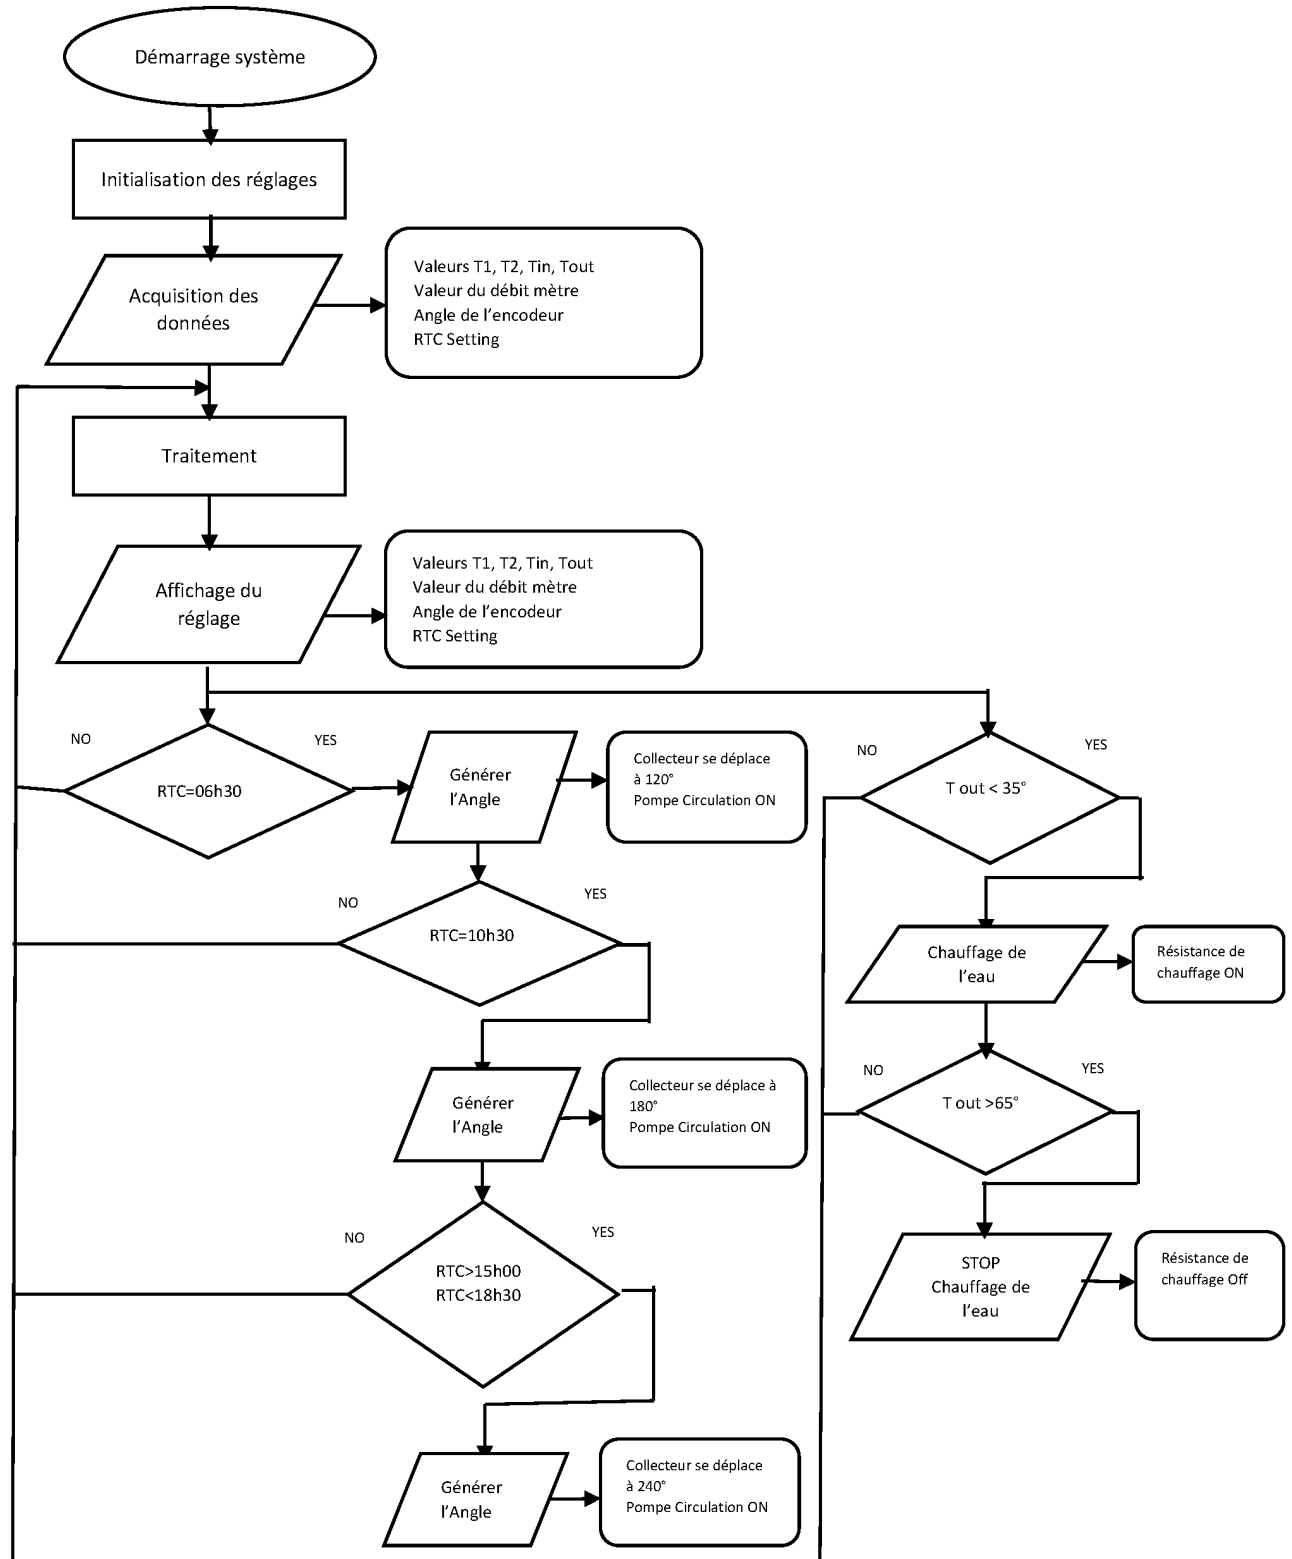 Démarrage système
Initialisation des réglages
Acquisition des
données
Valeurs T1, T2, Tin, Tout
Valeur du débit mètre
Angle de l'encodeur
RTC Setting
Traitement
Affichage du
réglage
Valeurs T1, T2, Tin, Tout
Valeur du débit mètre
Angle de l'encodeur
RTC Setting
NO
YES
RTC=06h30
Générer
l'Angle
Collecteur se déplace
à 120°
Pompe Circulation ON
NO
YES
T out < 35°
NO
YES
RTC=10h30
Chauffage de
l'eau
Résistance de
chauffage ON
Générer
l'Angle
Collecteur se déplace à
180°
Pompe Circulation ON
NO
YES
T out >65°
NO
YES
RTC>15h00
RTC<18h30
STOP
Chauffage de
l'eau
Résistance de
chauffage Off
Générer
l'Angle
Collecteur se déplace
à 240°
Pompe Circulation ON